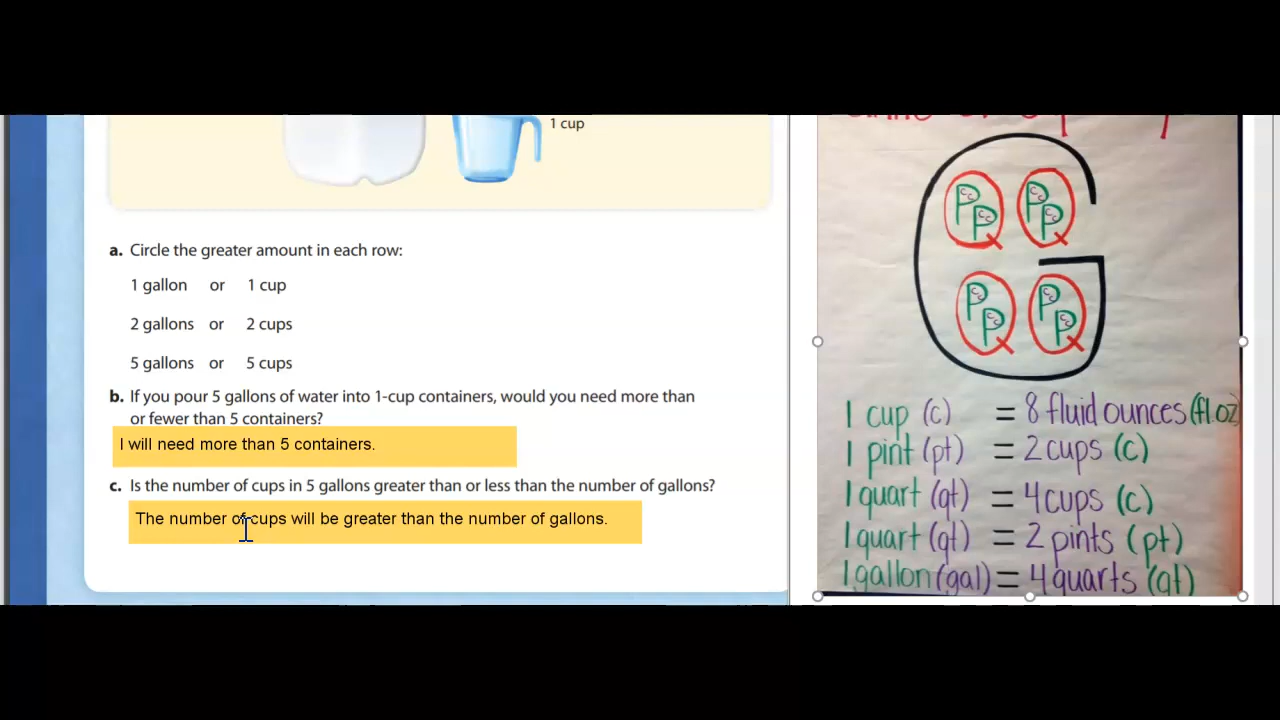 1 cup
a. Circle the greater amount in each row:
1 gallon or 1 cup
2 gallons or 2 cups
5 gallons or 5 cups
b. If you pour 5 gallons of water into 1-cup containers, would you need more than
or fewer than 5 containers?
I will need more than 5 containers.
c. Is the number of cups in 5 gallons greater than or less than the number of gallons?
The number of cups will be greater than the number of gallons.
P P Q P P Q
c c c c c c c c
P P Q P P Q
c c c c c c c c
1 cup (c) = 8 fluid ounces (fl.oz)
1 pint (pt) = 2 cups (c)
1 quart (qt) = 4 cups (c)
1 quart (qt) = 2 pints (pt)
1 gallon (gal) = 4 quarts (qt)